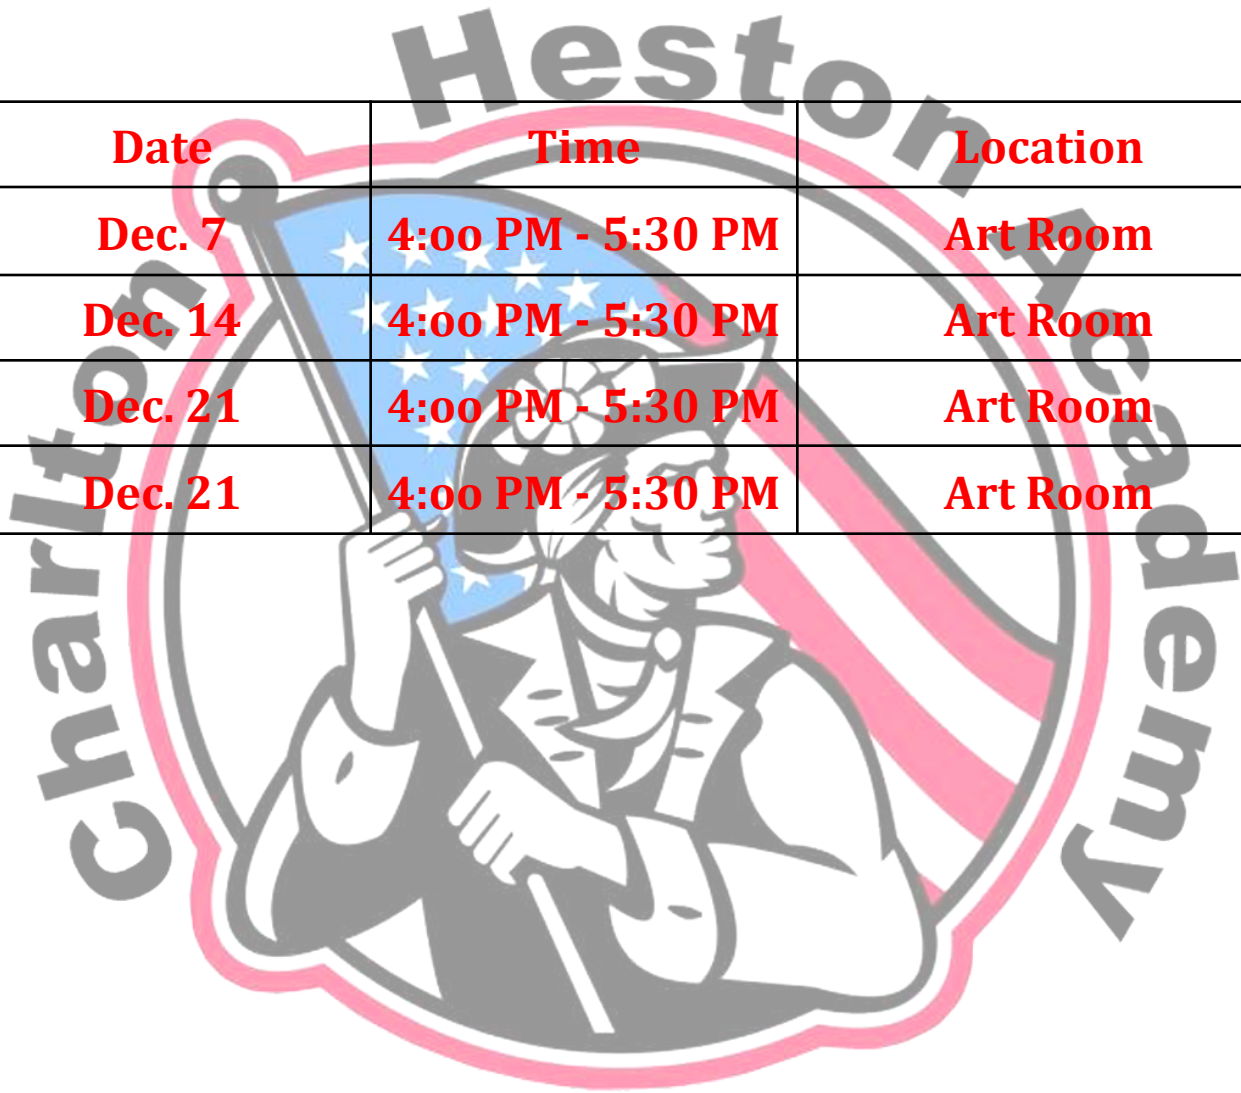 Charlton Heston Academy
Date Time Location
Dec. 7 4:oo PM - 5:30 PM Art Room
Dec. 14 4:oo PM - 5:30 PM Art Room
Dec. 21 4:oo PM - 5:30 PM Art Room
Dec. 21 4:oo PM - 5:30 PM Art Room